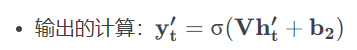 • 输出的计算：y′ₜ = σ(Vh′ₜ + b₂)